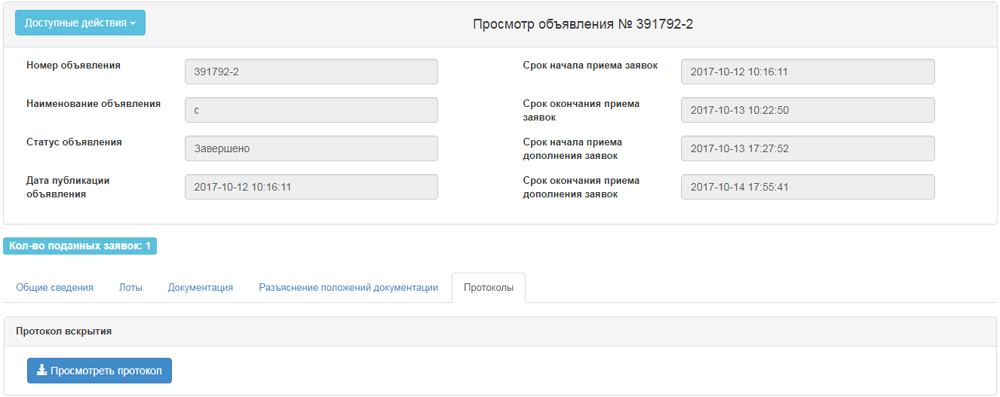 Доступные действия
Просмотр объявления № 391792-2
Номер объявления
391792-2
Срок начала приема заявок
2017-10-12 10:16:11
Наименование объявления
с
Срок окончания приема
заявок
2017-10-13 10:22:50
Статус объявления
Завершено
Срок начала приема
дополнения заявок
2017-10-13 17:27:52
Дата публикации
объявления
2017-10-12 10:16:11
Срок окончания приема
дополнения заявок
2017-10-14 17:55:41
Кол-во поданных заявок: 1
Общие сведения
Лоты
Документация
Разъяснение положений документации
Протоколы
Протокол вскрытия
Просмотреть протокол